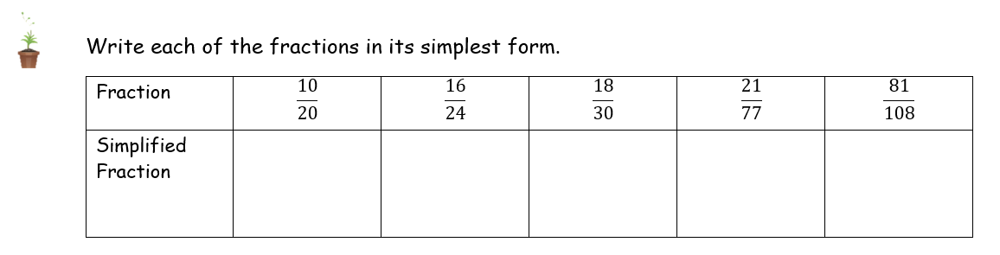 Write each of the fractions in its simplest form.
Fraction 10/20 16/24 18/30 21/77 81/108
Simplified
Fraction